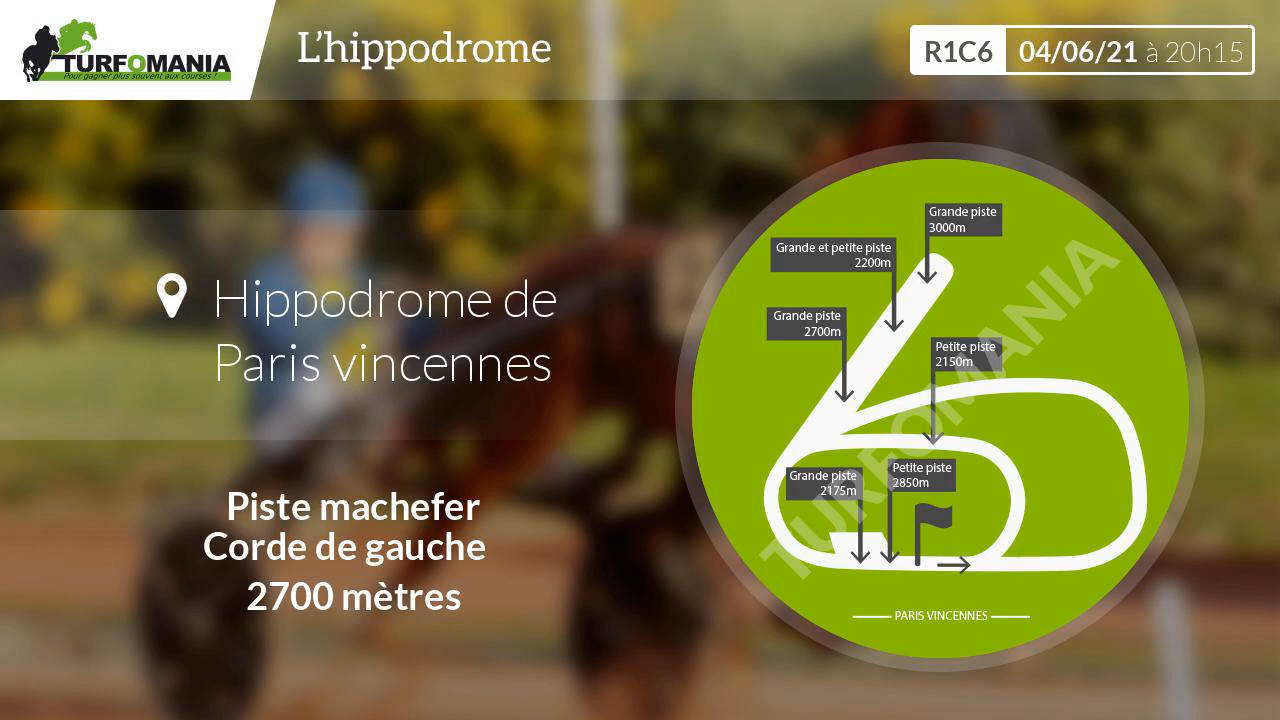 TURFOMANIA
Pour gagner plus souvent aux courses !
L'hippodrome
R1C6 04/06/21 à 20h15
Hippodrome de
Paris vincennes
Piste machefer
Corde de gauche
2700 mètres
Grande piste
3000m
Grande et petite piste
2200m
Grande piste
2700m
Petite piste
2150m
Grande piste
2175m
Petite piste
2850m
TURFOMANIA
PARIS VINCENNES